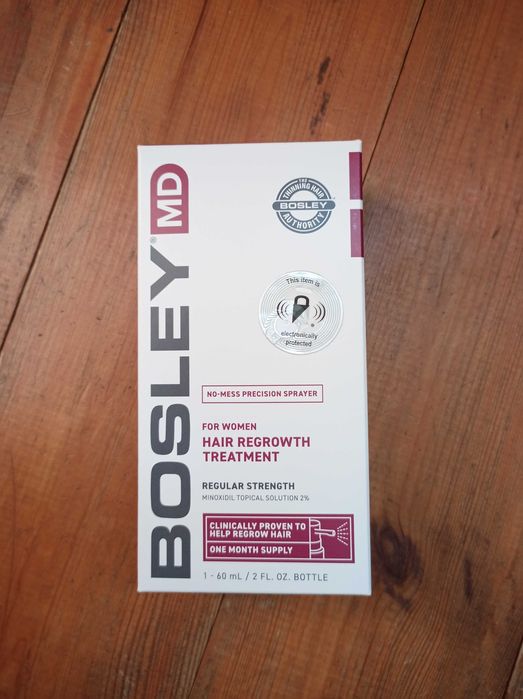 BOSLEY® MD
THE
THINNING HAIR
BOSLEY
AUTHORITY
This item is
electronically
protected
NO-MESS PRECISION SPRAYER
FOR WOMEN
HAIR REGROWTH
TREATMENT
REGULAR STRENGTH
MINOXIDIL TOPICAL SOLUTION 2%
CLINICALLY PROVEN TO
HELP REGROW HAIR
ONE MONTH SUPPLY
1 - 60 mL / 2 FL. OZ. BOTTLE